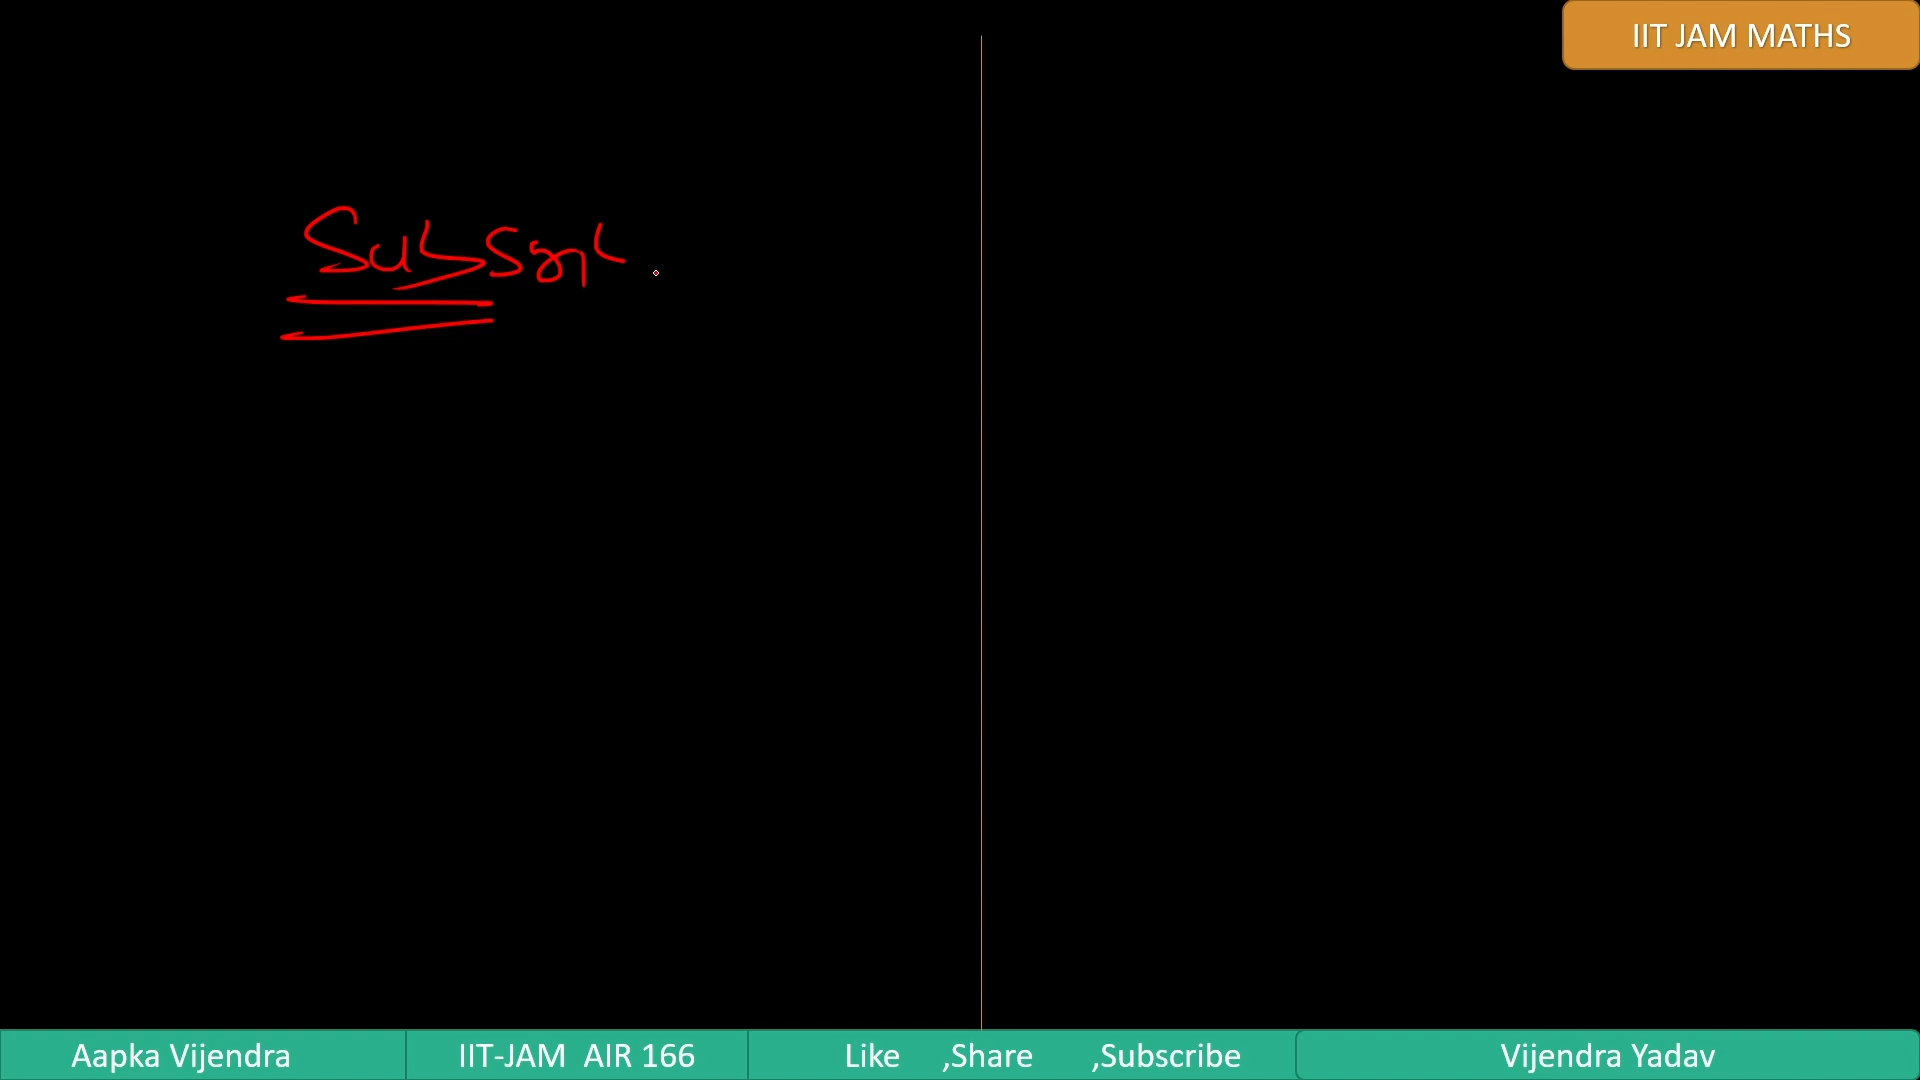 IIT JAM MATHS
Aapka Vijendra IIT-JAM AIR 166 Like ,Share ,Subscribe Vijendra Yadav